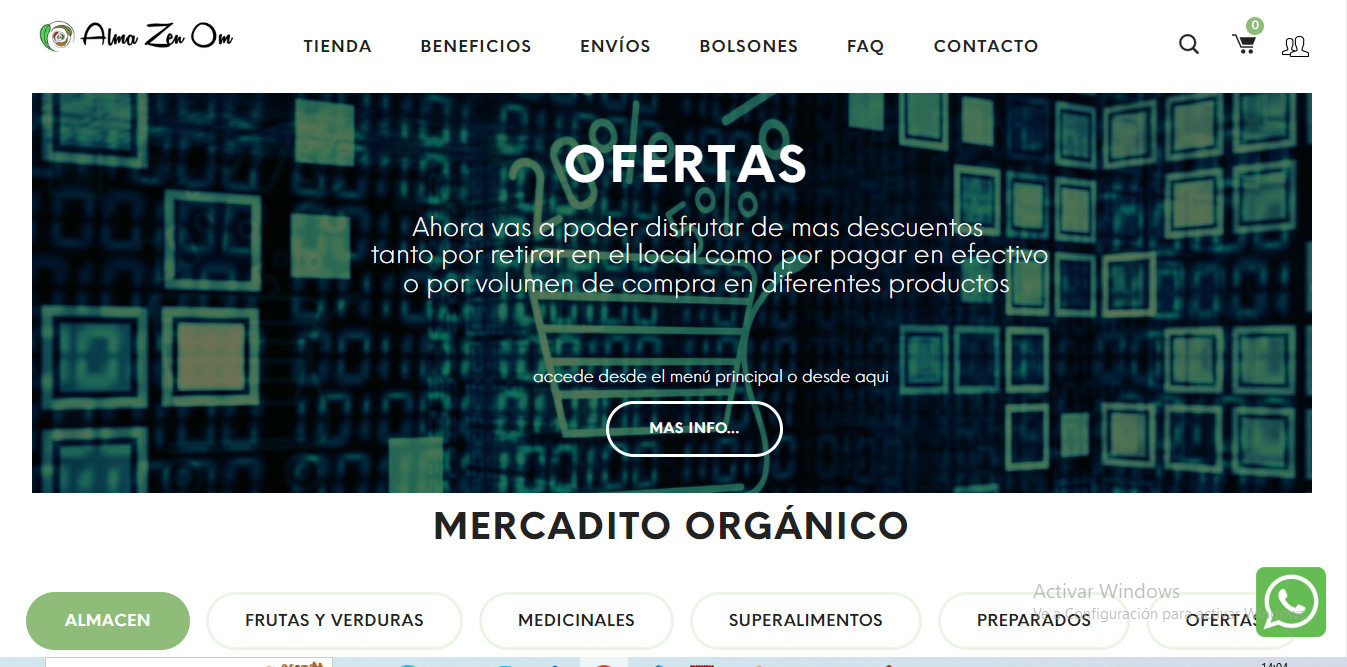 Alma Zen Om
TIENDA BENEFICIOS ENVÍOS BOLSONES FAQ CONTACTO
0
OFERTAS
Ahora vas a poder disfrutar de mas descuentos
tanto por retirar en el local como por pagar en efectivo
o por volumen de compra en diferentes productos
accede desde el menú principal o desde aqui
MAS INFO...
MERCADITO ORGÁNICO
Activar Windows
Ve a Configuración para activar
ALMACEN FRUTAS Y VERDURAS MEDICINALES SUPERALIMENTOS PREPARADOS OFERTAS